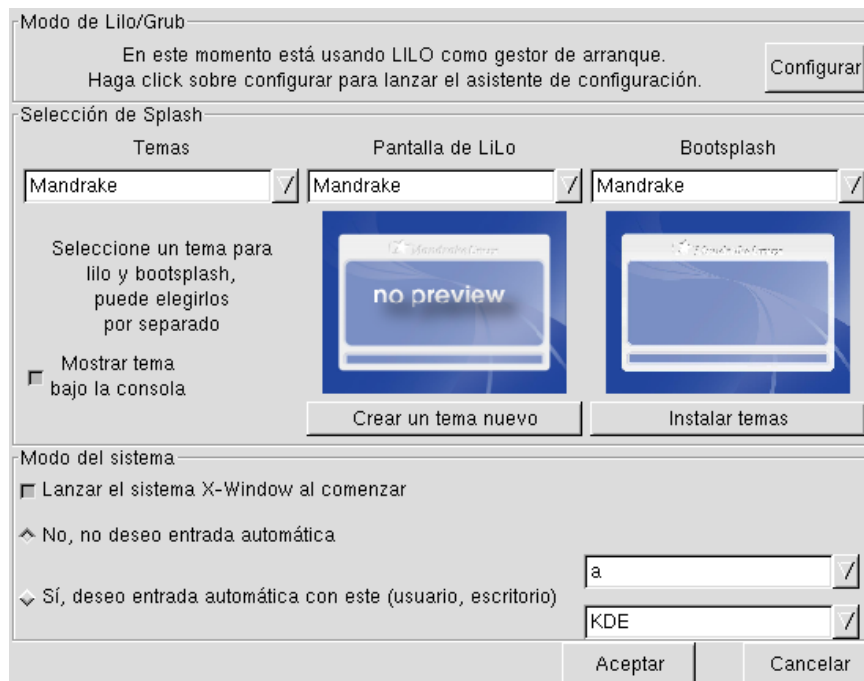 Modo de Lilo/Grub
En este momento está usando LILO como gestor de arranque.
Haga click sobre configurar para lanzar el asistente de configuración.
Configurar
Selección de Splash
Temas
Pantalla de LiLo
Bootsplash
Mandrake
Mandrake
Mandrake
Seleccione un tema para
lilo y bootsplash,
puede elegirlos
por separado
Mostrar tema
bajo la consola
no preview
Crear un tema nuevo
Instalar temas
Modo del sistema
Lanzar el sistema X-Window al comenzar
No, no deseo entrada automática
Sí, deseo entrada automática con este (usuario, escritorio)
a
KDE
Aceptar
Cancelar